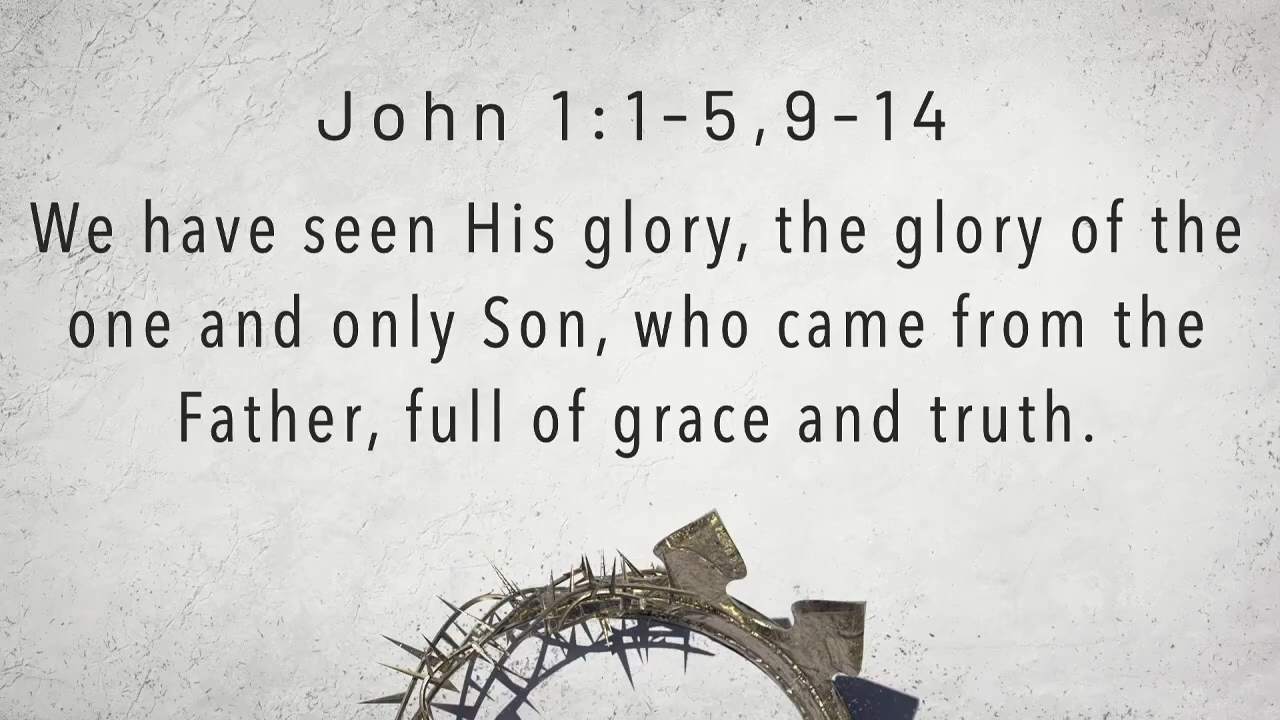 John 1:1-5,9-14
We have seen His glory, the glory of the
one and only Son, who came from the
Father, full of grace and truth.